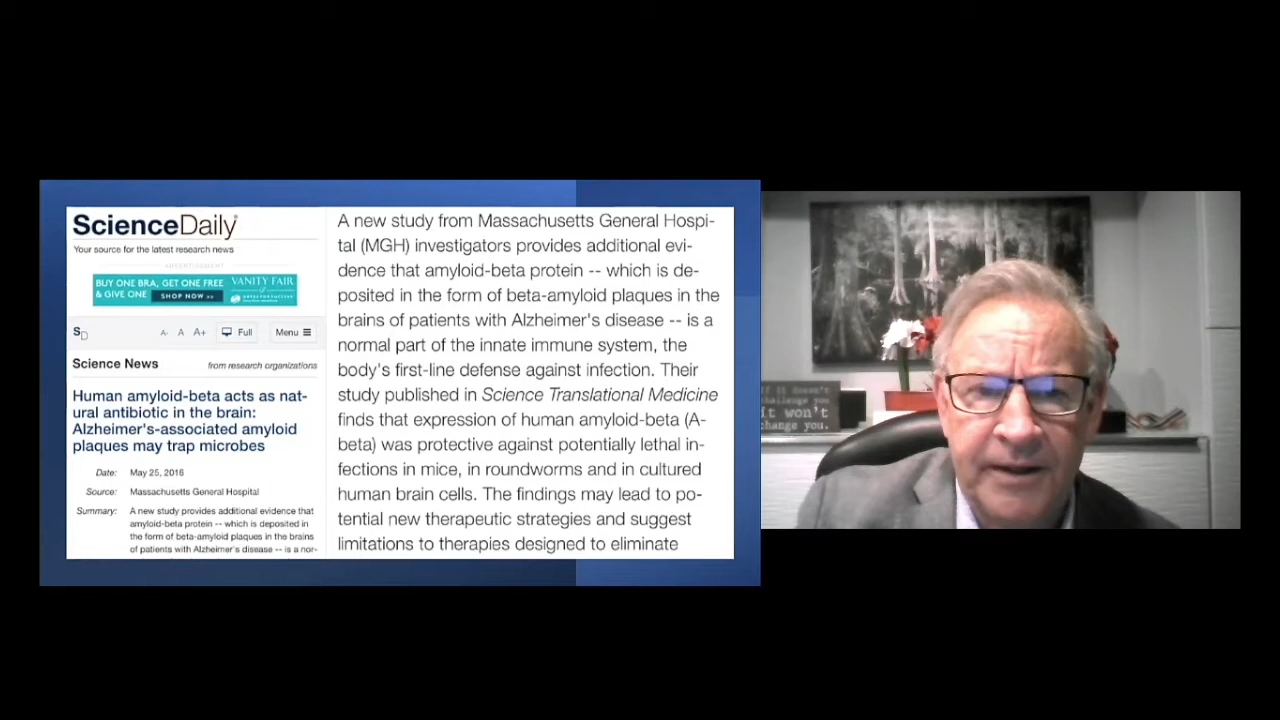 ScienceDaily
Your source for the latest research news
ADVERTISEMENT
BUY ONE BRA, GET ONE FREE
& GIVE ONE SHOP NOW >>
VANITY FAIR
SD
A- A A+ Full Menu
Science News from research organizations
Human amyloid-beta acts as nat-
ural antibiotic in the brain:
Alzheimer's-associated amyloid
plaques may trap microbes
Date: May 25, 2016
Source: Massachusetts General Hospital
Summary: A new study provides additional evidence that
amyloid-beta protein -- which is deposited in
the form of beta-amyloid plaques in the brains
of patients with Alzheimer's disease -- is a nor-
A new study from Massachusetts General Hospi-
tal (MGH) investigators provides additional evi-
dence that amyloid-beta protein -- which is de-
posited in the form of beta-amyloid plaques in the
brains of patients with Alzheimer's disease -- is a
normal part of the innate immune system, the
body's first-line defense against infection. Their
study published in Science Translational Medicine
finds that expression of human amyloid-beta (A-
beta) was protective against potentially lethal in-
fections in mice, in roundworms and in cultured
human brain cells. The findings may lead to po-
tential new therapeutic strategies and suggest
limitations to therapies designed to eliminate
if it doesn't
challenge you
it won't
change you.